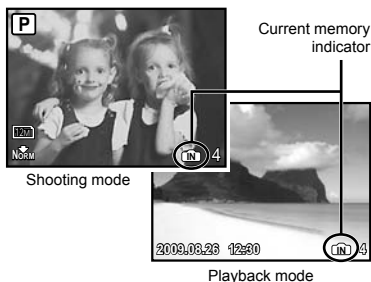 P
Current memory
indicator
12M
NORM
IN 4
Shooting mode
2009.08.26 12:30
IN 4
Playback mode